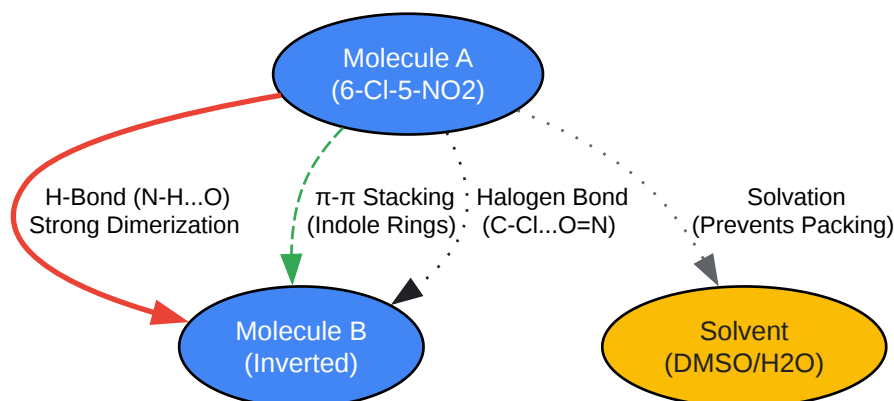 Molecule A
(6-Cl-5-NO2)
H-Bond (N-H...O)
Strong Dimerization
π-π Stacking
(Indole Rings)
Halogen Bond
(C-Cl...O=N)
Solvation
(Prevents Packing)
Molecule B
(Inverted)
Solvent
(DMSO/H2O)